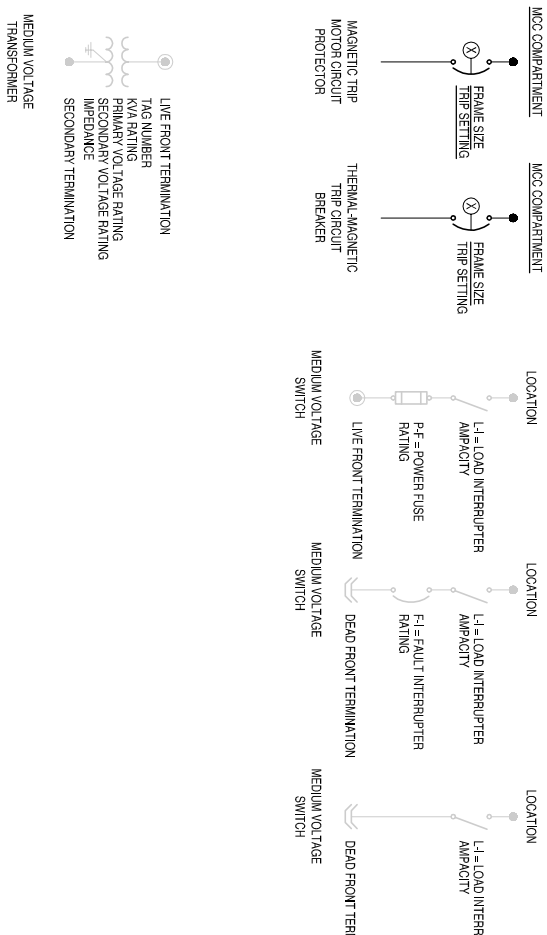 MCC COMPARTMENT
X
FRAME SIZE
TRIP SETTING
MAGNETIC TRIP
MOTOR CIRCUIT
PROTECTOR
MCC COMPARTMENT
X
FRAME SIZE
TRIP SETTING
THERMAL-MAGNETIC
TRIP CIRCUIT
BREAKER
LOCATION
L-I = LOAD INTERRUPTER
AMPACITY
P-F = POWER FUSE
RATING
LIVE FRONT TERMINATION
MEDIUM VOLTAGE
SWITCH
LOCATION
L-I = LOAD INTERRUPTER
AMPACITY
F-I = FAULT INTERRUPTER
RATING
DEAD FRONT TERMINATION
MEDIUM VOLTAGE
SWITCH
LOCATION
L-I = LOAD INTERR
AMPACITY
DEAD FRONT
MEDIUM VOLTAGE
SWITCH
LIVE FRONT TERMINATION
TAG NUMBER
KVA RATING
PRIMARY VOLTAGE RATING
SECONDARY VOLTAGE RATING
IMPEDANCE
SECONDARY TERMINATION
MEDIUM VOLTAGE
TRANSFORMER